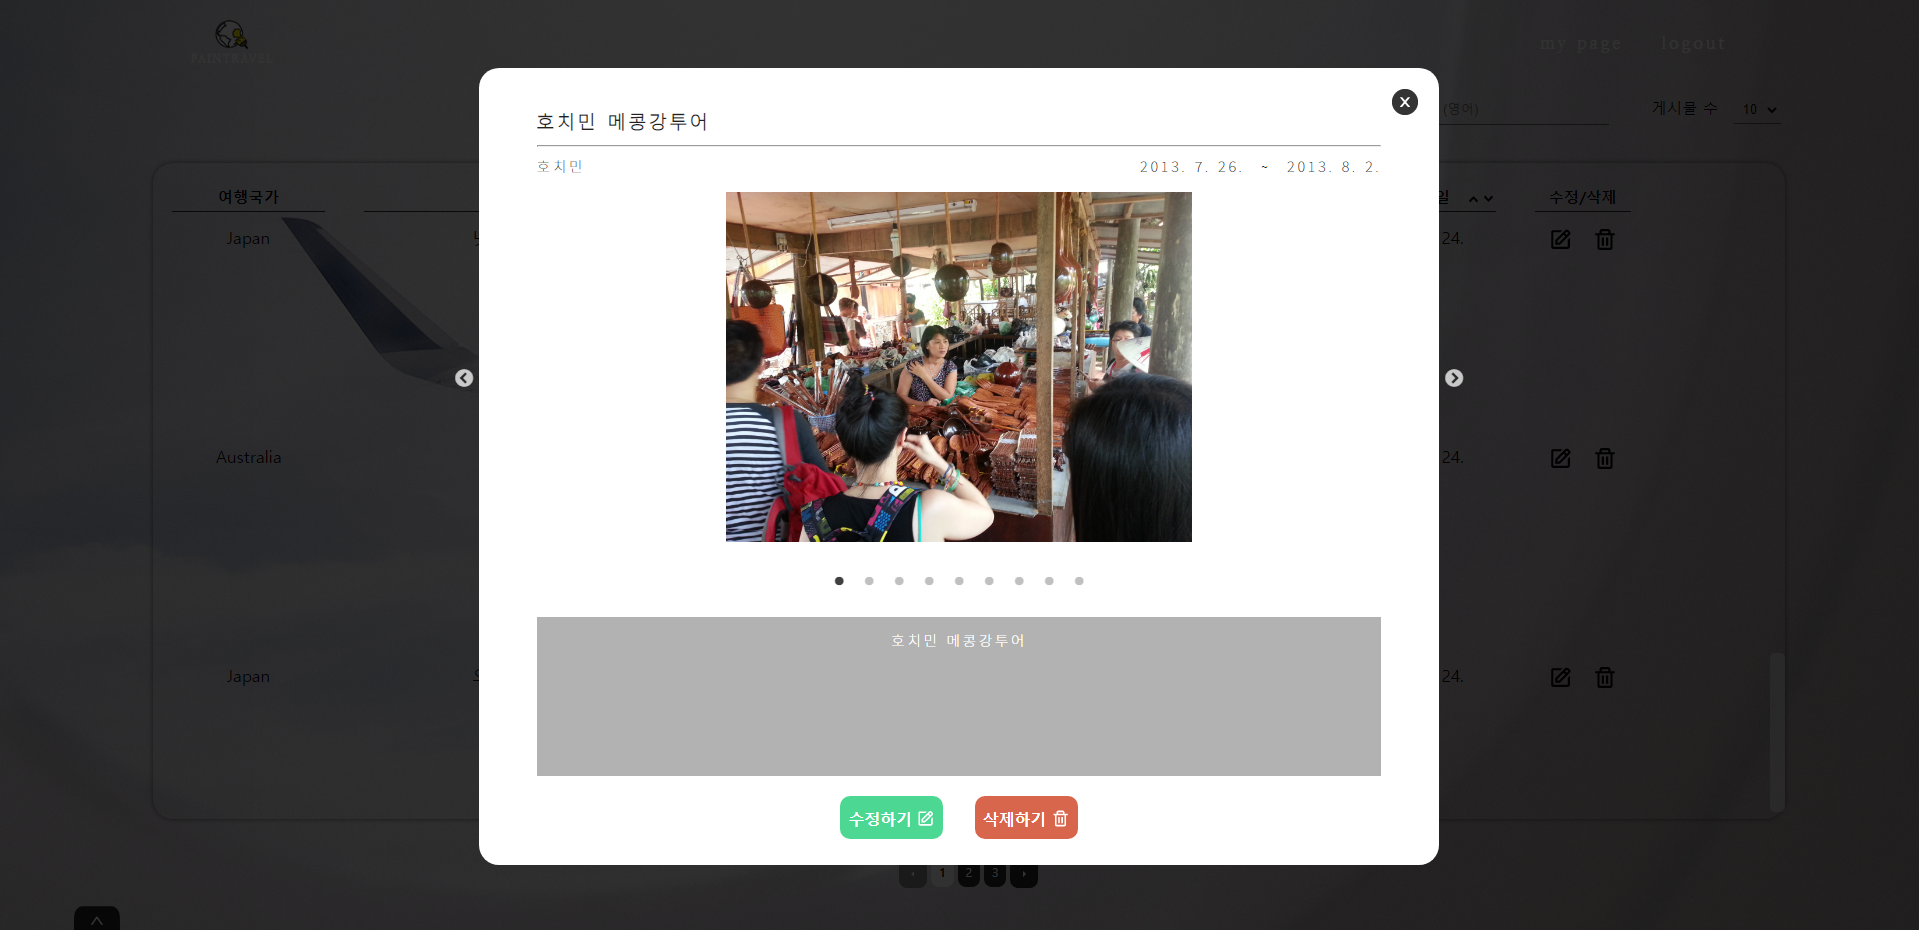 PAINTRAVEL
my page
logout
(영어)
게시물 수
10
호치민 메콩강투어
호치민
2013. 7. 26. ~ 2013. 8. 2.
여행국가
일
수정/삭제
Japan
24.
Australia
24.
Japan
24.
호치민 메콩강투어
수정하기
삭제하기
‹ 1 2 3 ›